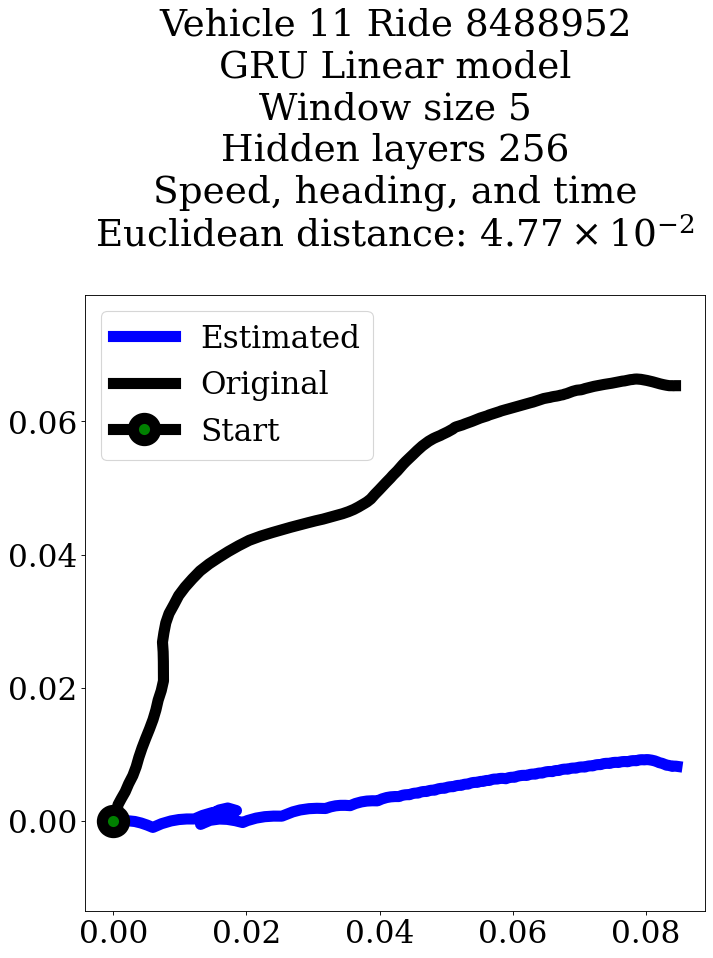 Vehicle 11 Ride 8488952
GRU Linear model
Window size 5
Hidden layers 256
Speed, heading, and time
Euclidean distance: 4.77 × 10⁻²
Estimated
Original
Start
0.06
0.04
0.02
0.00
0.00 0.02 0.04 0.06 0.08